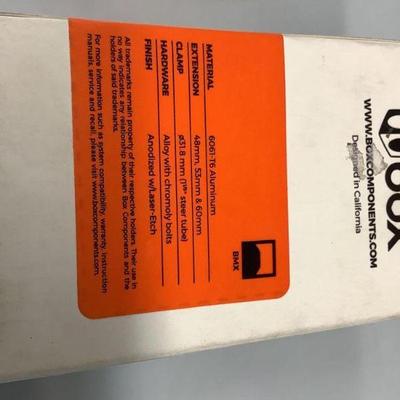 BOX
WWW.BOXCOMPONENTS.COM
Designed in California
BMX
MATERIAL 6061-T6 Aluminum
EXTENSION 48mm, 53mm & 60mm
CLAMP ø31.8 mm (1⅛" steer tube)
HARDWARE Alloy with chromoly bolts
FINISH Anodized w/Laser-Etch
All trademarks remain property of their respective holders. Their use in
no way indicates any relationship between Box Components and the
holders of said trademarks.
For more information such as system compatibility, warranty, instruction
manuals, service and recall, please visit www.boxcomponents.com.